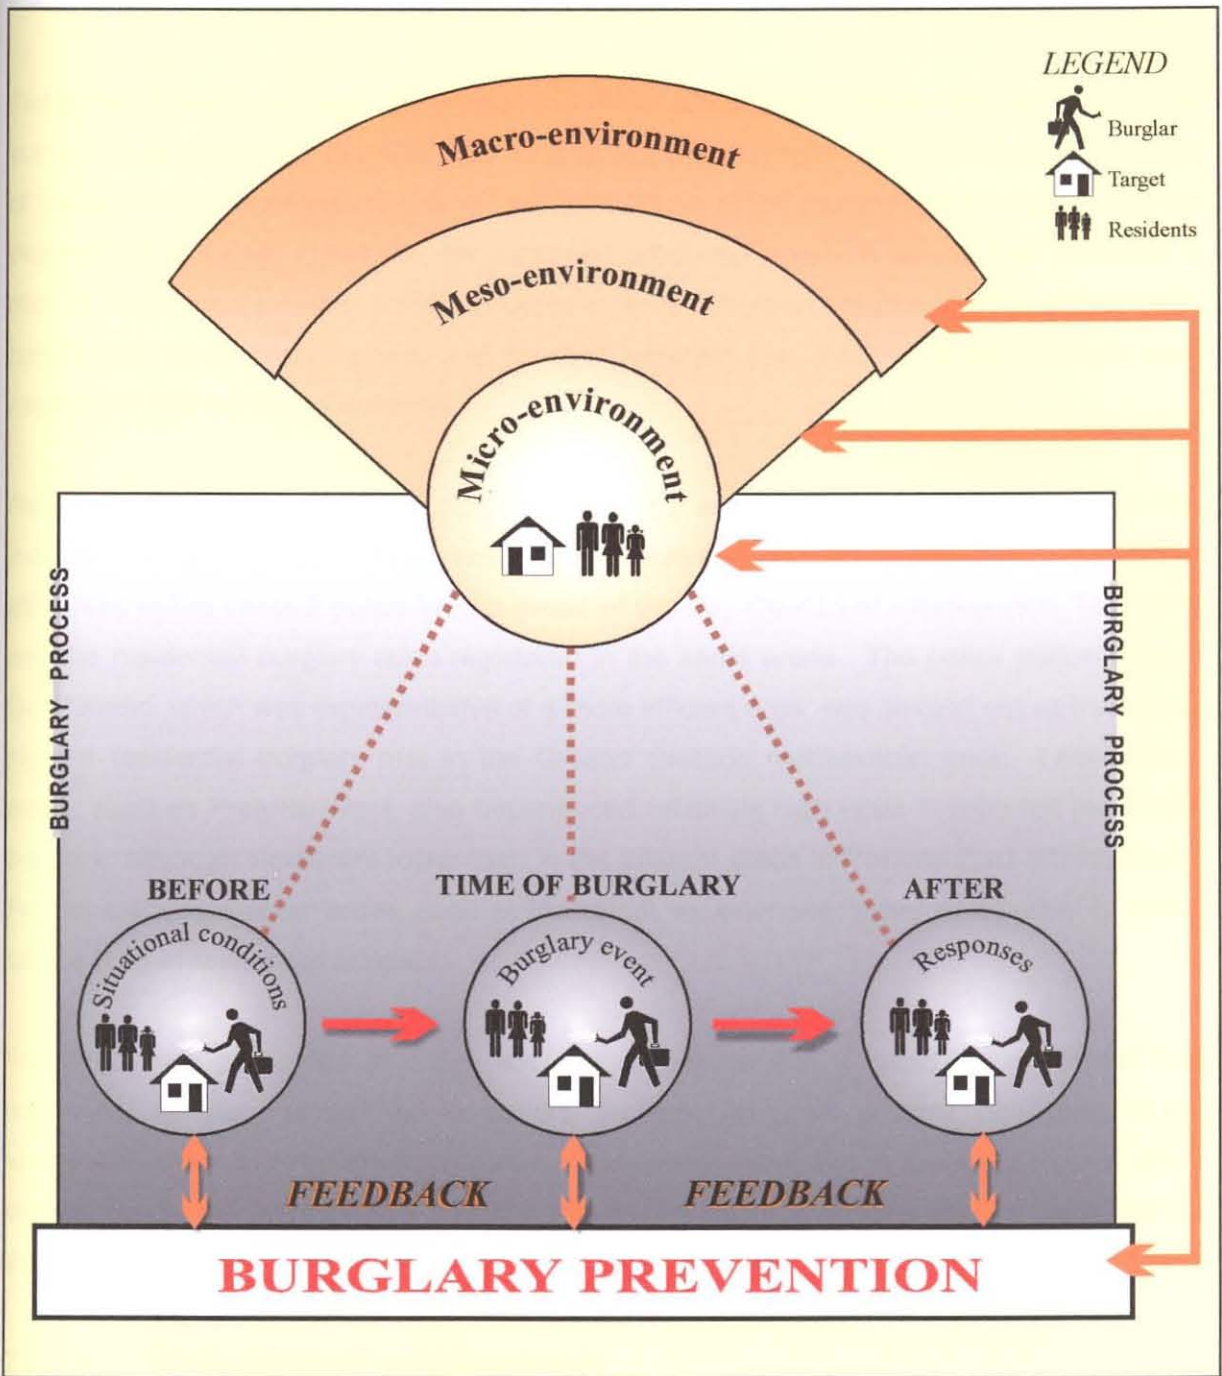 LEGEND
Burglar
Target
Residents
Macro-environment
Meso-environment
Micro-environment
BURGLARY PROCESS
BURGLARY PROCESS
BEFORE
TIME OF BURGLARY
AFTER
Situational conditions
Burglary event
Responses
FEEDBACK
FEEDBACK
BURGLARY PREVENTION